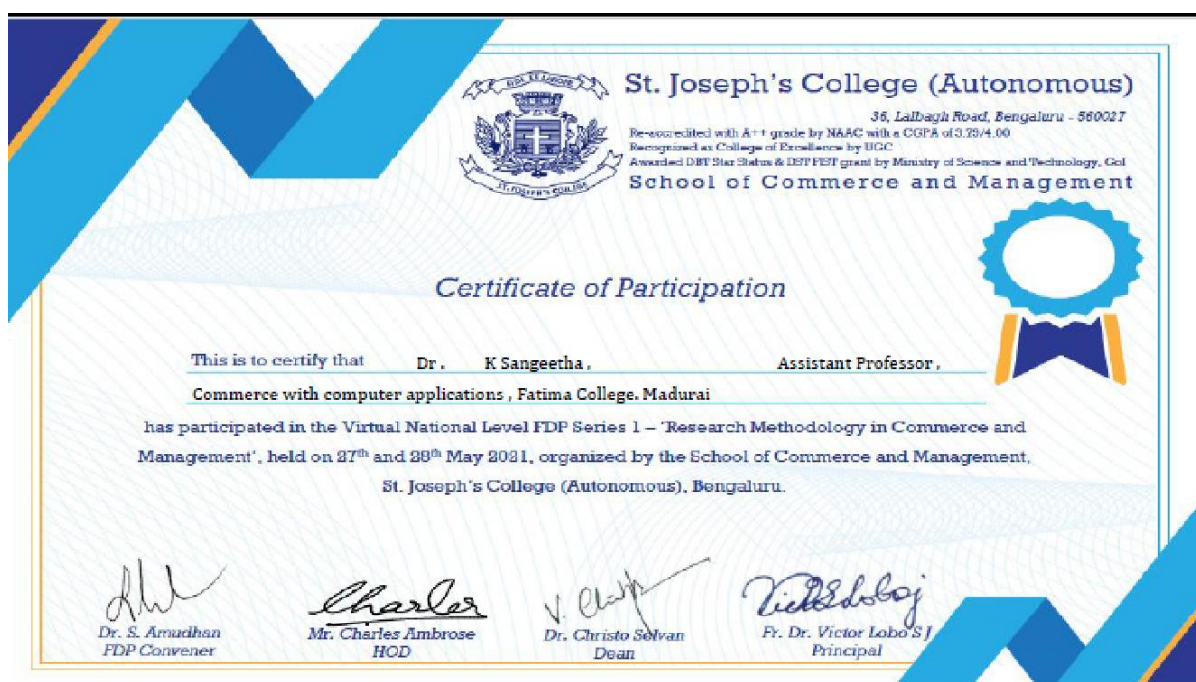 St. Joseph's College (Autonomous)
36, Lalbagh Road, Bengaluru - 560027
Re-accredited with A++ grade by NAAC with a CGPA of 3.79/4.00
Recognized as College of Excellence by UGC
Awarded DBT Star Status & DST FIST grant by Ministry of Science and Technology, GoI
School of Commerce and Management
ST. JOSEPH'S COLLEGE
Certificate of Participation
This is to certify that Dr . K Sangeetha , Assistant Professor ,
Commerce with computer applications , Fatima College. Madurai
has participated in the Virtual National Level FDP Series 1 – 'Research Methodology in Commerce and
Management', held on 27th and 28th May 2021, organized by the School of Commerce and Management,
St. Joseph's College (Autonomous), Bengaluru.
Charles
Dr. S. Amudhan
FDP Convener
Mr. Charles Ambrose
HOD
Dr. Christo Selvan
Dean
Fr. Dr. Victor Lobo SJ
Principal